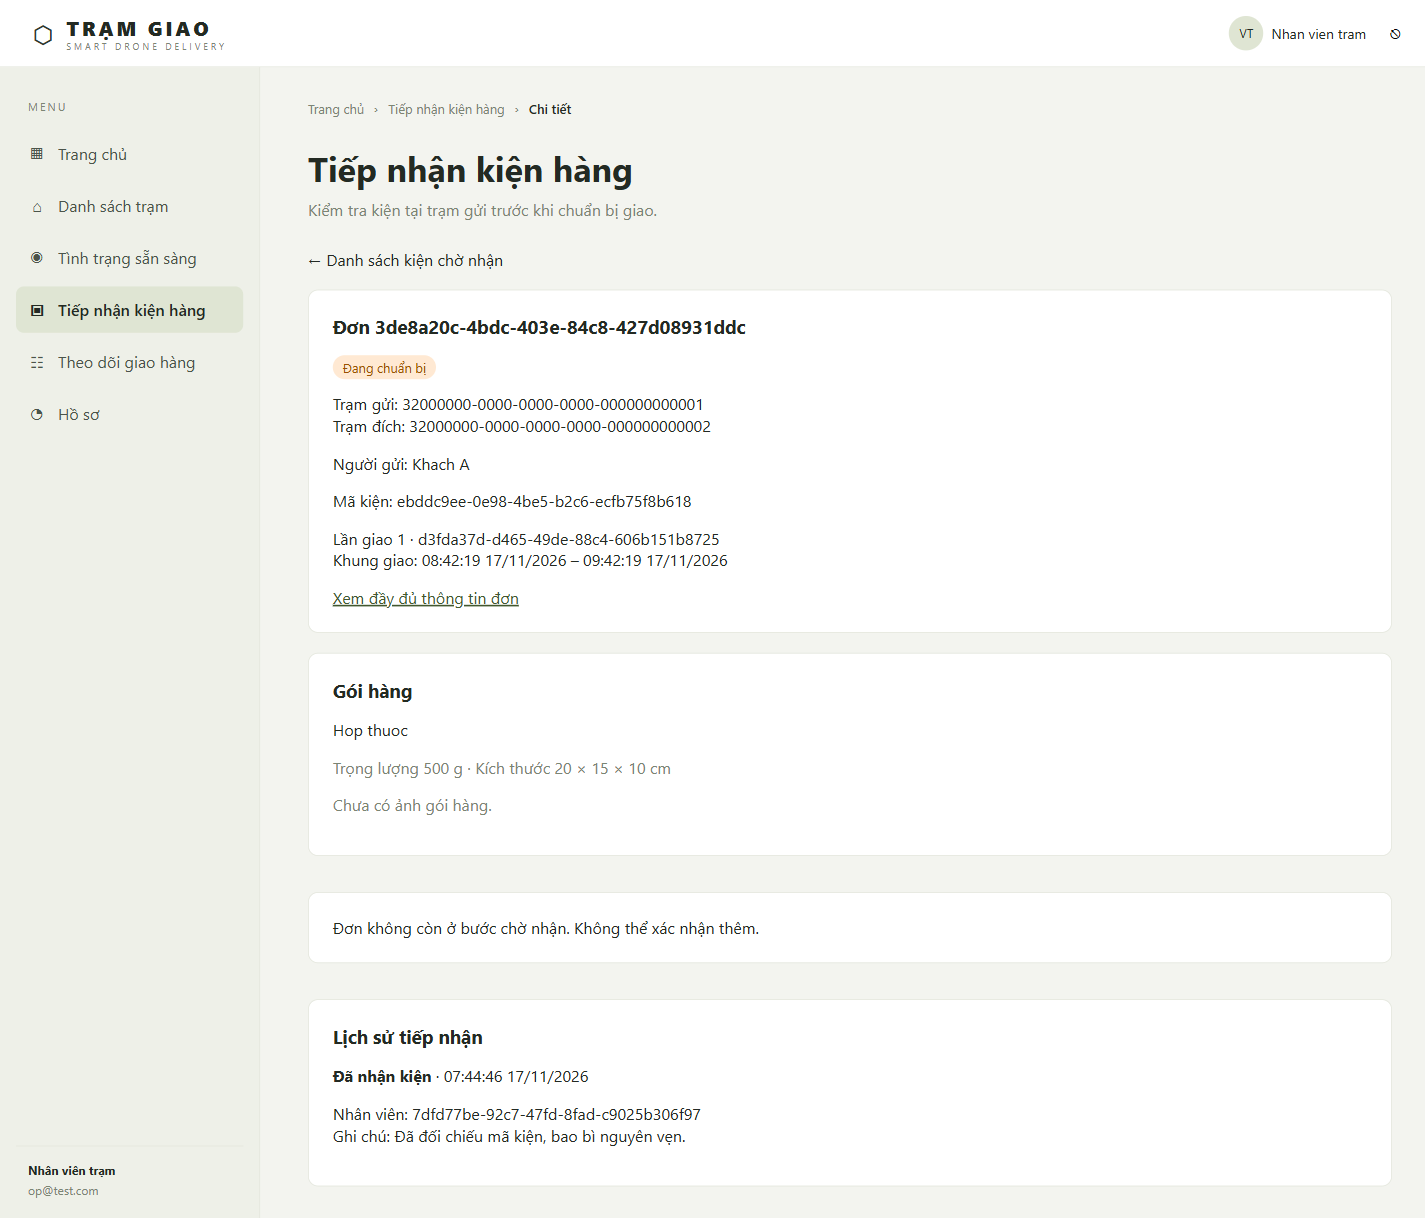 TRẠM GIAO
SMART DRONE DELIVERY
VT
Nhan vien tram
MENU
Trang chủ
Danh sách trạm
Tình trạng sẵn sàng
Tiếp nhận kiện hàng
Theo dõi giao hàng
Hồ sơ
Nhân viên trạm
op@test.com
Trang chủ › Tiếp nhận kiện hàng › Chi tiết
Tiếp nhận kiện hàng
Kiểm tra kiện tại trạm gửi trước khi chuẩn bị giao.
← Danh sách kiện chờ nhận
Đơn 3de8a20c-4bdc-403e-84c8-427d08931ddc
Đang chuẩn bị
Trạm gửi: 32000000-0000-0000-0000-000000000001
Trạm đích: 32000000-0000-0000-0000-000000000002
Người gửi: Khach A
Mã kiện: ebddc9ee-0e98-4be5-b2c6-ecfb75f8b618
Lần giao 1 · d3fda37d-d465-49de-88c4-606b151b8725
Khung giao: 08:42:19 17/11/2026 – 09:42:19 17/11/2026
Xem đầy đủ thông tin đơn
Gói hàng
Hop thuoc
Trọng lượng 500 g · Kích thước 20 × 15 × 10 cm
Chưa có ảnh gói hàng.
Đơn không còn ở bước chờ nhận. Không thể xác nhận thêm.
Lịch sử tiếp nhận
Đã nhận kiện · 07:44:46 17/11/2026
Nhân viên: 7dfd77be-92c7-47fd-8fad-c9025b306f97
Ghi chú: Đã đối chiếu mã kiện, bao bì nguyên vẹn.